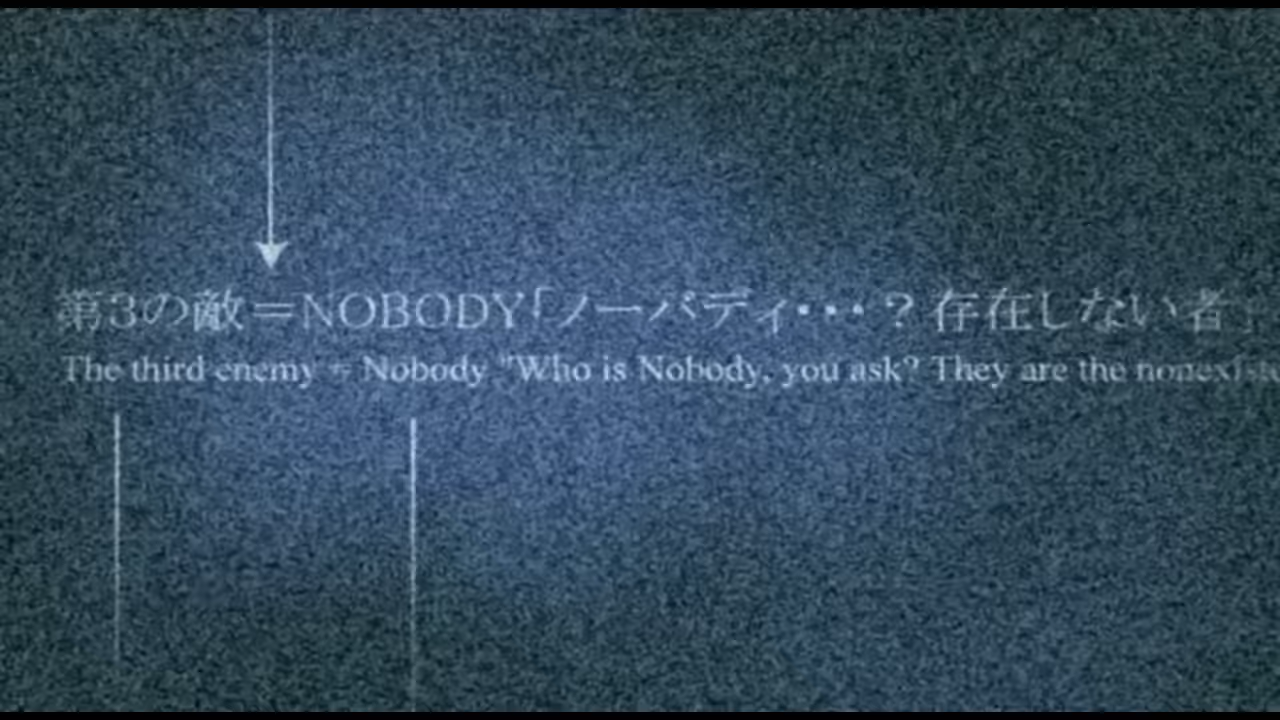 第3の敵＝NOBODY「ノーバディ・・・？ 存在しない者」
The third enemy = Nobody "Who is Nobody, you ask? They are the